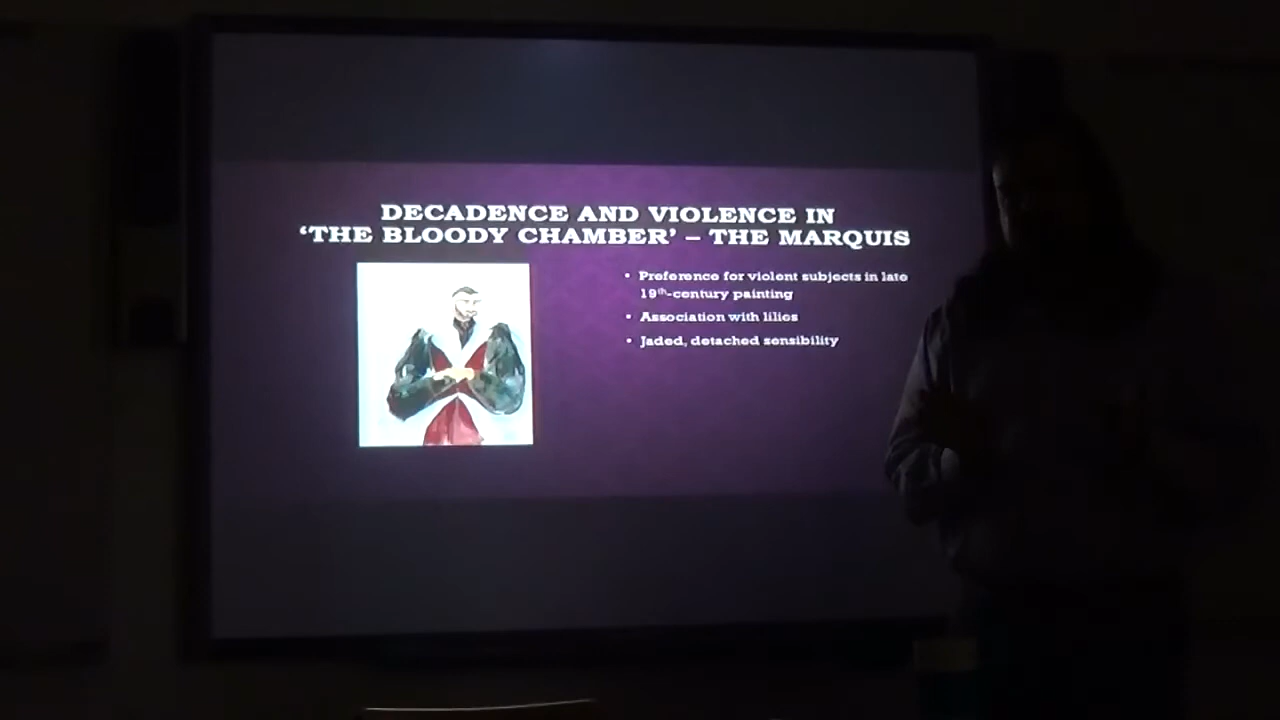 DECADENCE AND VIOLENCE IN
‘THE BLOODY CHAMBER’ – THE MARQUIS
• Preference for violent subjects in late
19th-century painting
• Association with lilies
• Jaded, detached sensibility